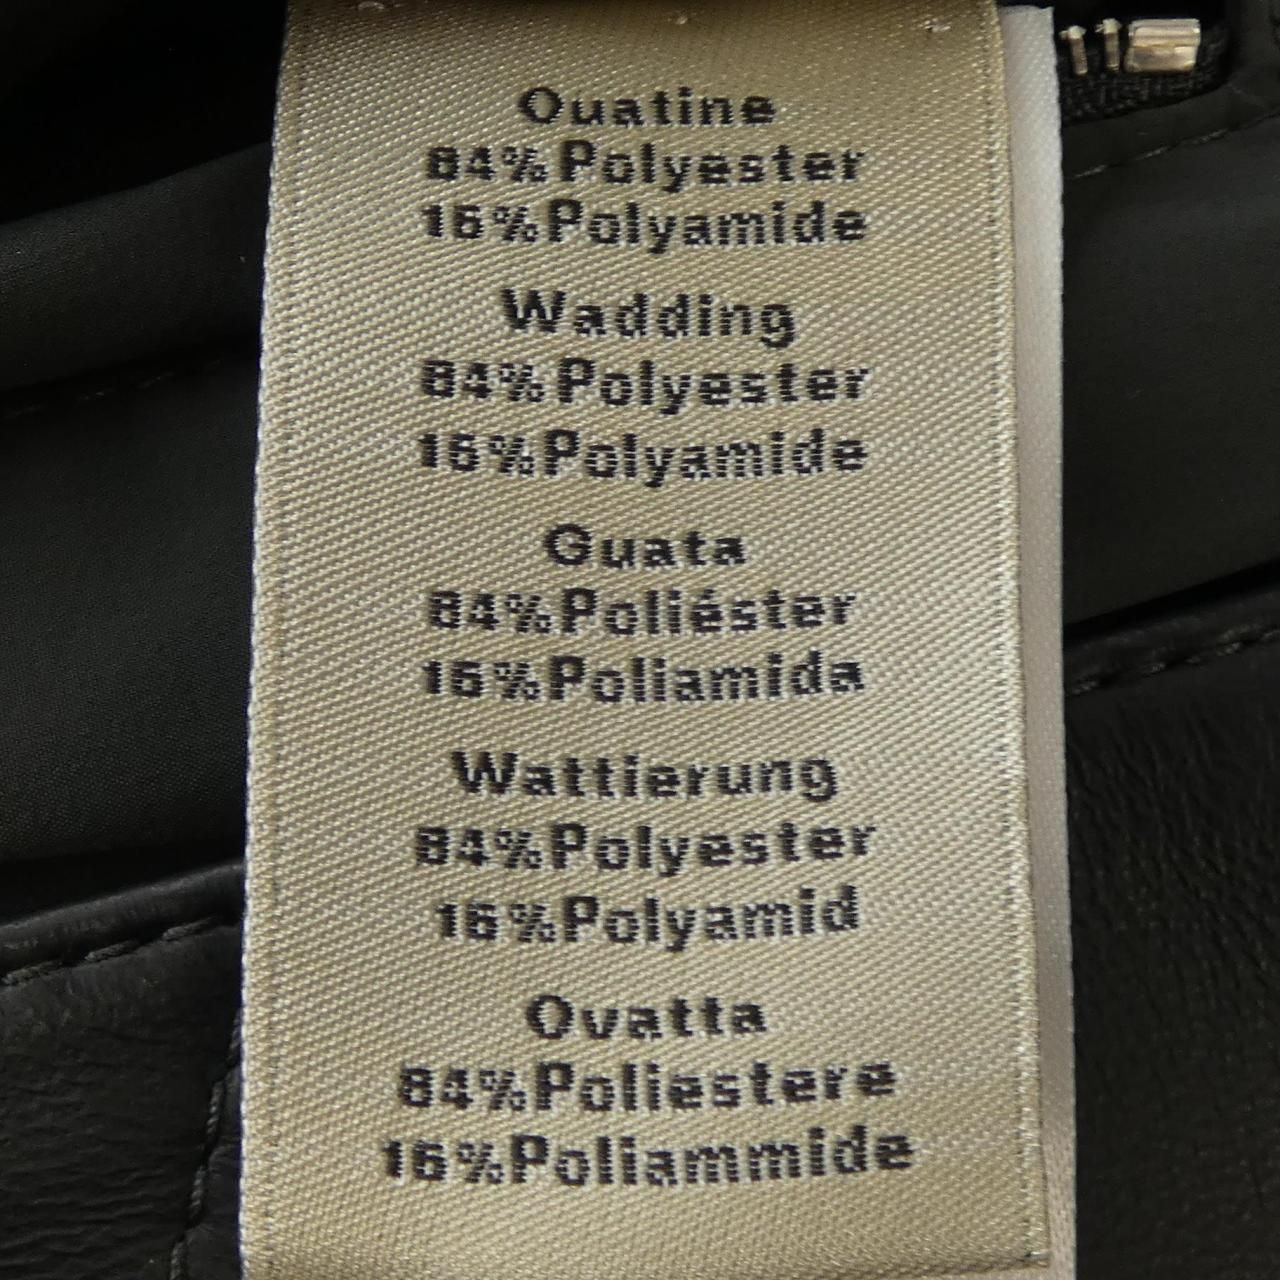 Ouatine
84%Polyester
16%Polyamide
Wadding
84%Polyester
16%Polyamide
Guata
84%Poliéster
16%Poliamida
Wattierung
84%Polyester
16%Polyamid
Ovatta
84%Poliestere
16%Poliammide